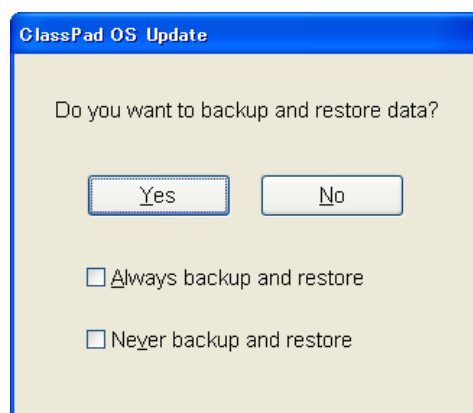 ClassPad OS Update
Do you want to backup and restore data?
Yes No
Always backup and restore
Never backup and restore